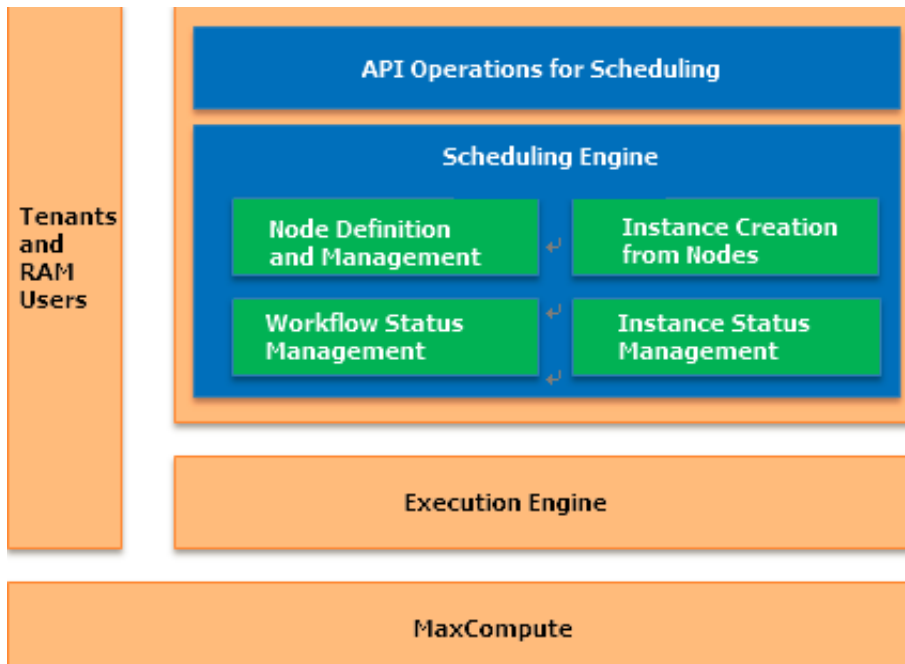 API Operations for Scheduling
Scheduling Engine
Tenants
and
RAM
Users
Node Definition
and Management
Instance Creation
from Nodes
Workflow Status
Management
Instance Status
Management
Execution Engine
MaxCompute